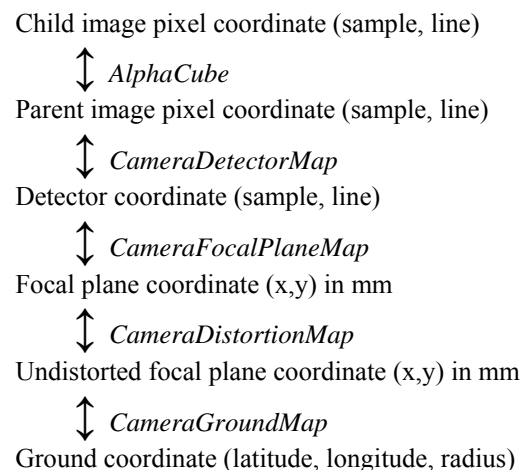 Child image pixel coordinate (sample, line)
AlphaCube
Parent image pixel coordinate (sample, line)
CameraDetectorMap
Detector coordinate (sample, line)
CameraFocalPlaneMap
Focal plane coordinate (x,y) in mm
CameraDistortionMap
Undistorted focal plane coordinate (x,y) in mm
CameraGroundMap
Ground coordinate (latitude, longitude, radius)